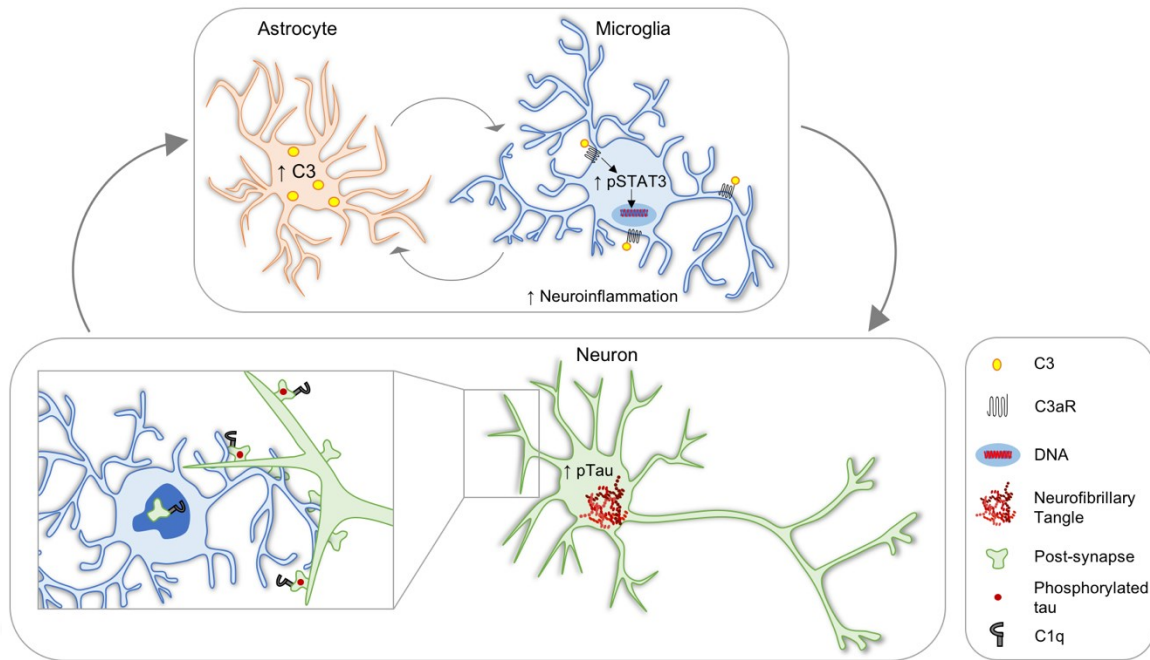 Astrocyte
Microglia
↑ C3
↑ pSTAT3
↑ Neuroinflammation
Neuron
↑ pTau
C3
C3aR
DNA
Neurofibrillary
Tangle
Post-synapse
Phosphorylated
tau
C1q